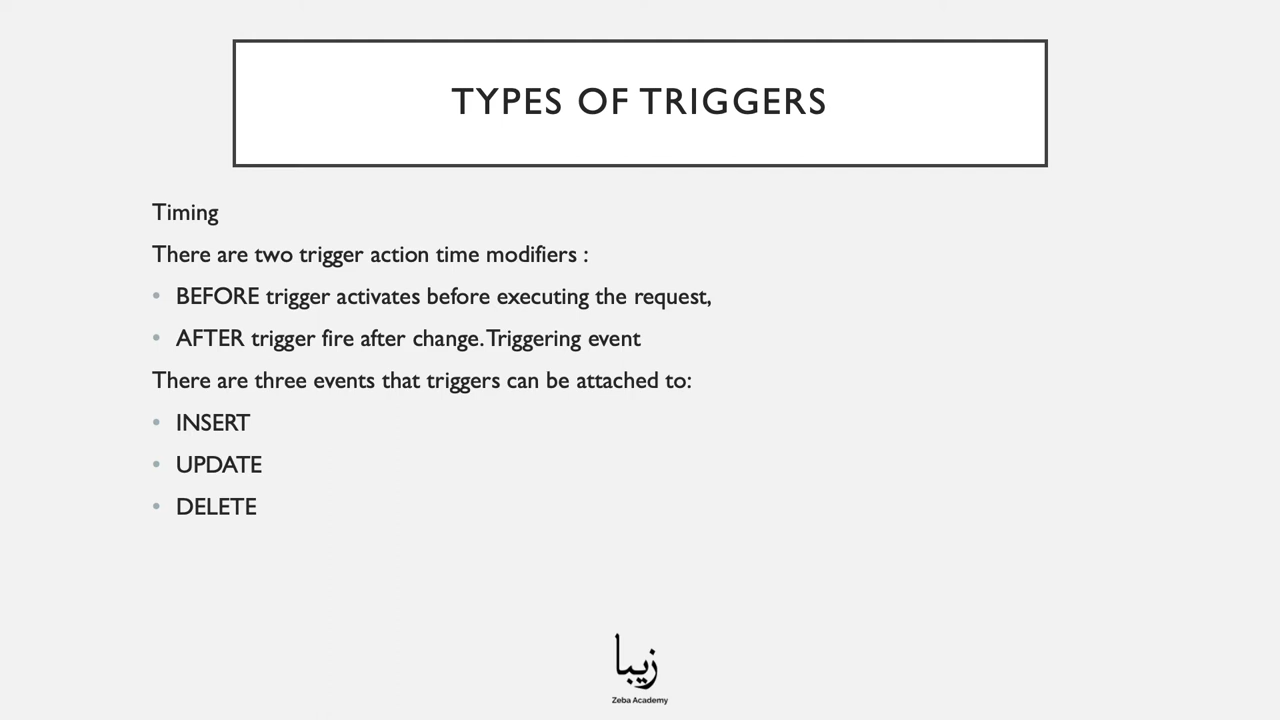 TYPES OF TRIGGERS
Timing
There are two trigger action time modifiers :
• BEFORE trigger activates before executing the request,
• AFTER trigger fire after change. Triggering event
There are three events that triggers can be attached to:
• INSERT
• UPDATE
• DELETE
زیبا
Zeba Academy